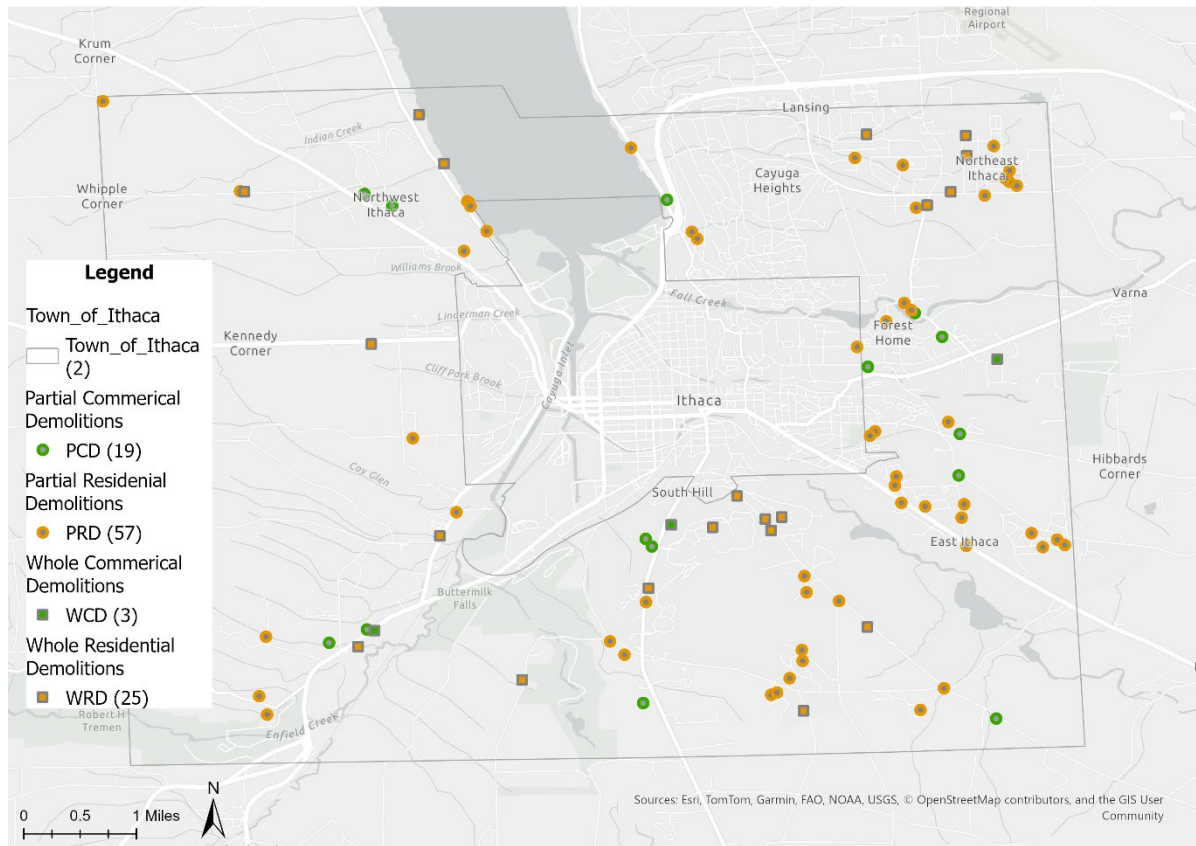 Regional
Airport
Krum
Corner
Lansing
Indian Creek
Northeast
Ithaca
Cayuga
Heights
Whipple
Corner
Northwest
Ithaca
Legend
Town_of_Ithaca
Town_of_Ithaca
(2)
Partial Commerical
Demolitions
PCD (19)
Partial Residenial
Demolitions
PRD (57)
Whole Commercial
Demolitions
WCD (3)
Whole Residential
Demolitions
WRD (25)
Williams Brook
Fall Creek
Varna
Linderman Creek
Forest
Home
Kennedy
Corner
Cliff Park Brook
Cayuga Inlet
Ithaca
Coy Glen
Hibbards
Corner
South Hill
East Ithaca
Buttermilk
Falls
Robert H
Tremen
Enfield Creek
N
0 0.5 1 Miles
Sources: Esri, TomTom, Garmin, FAO, NOAA, USGS, © OpenStreetMap contributors, and the GIS User
Community